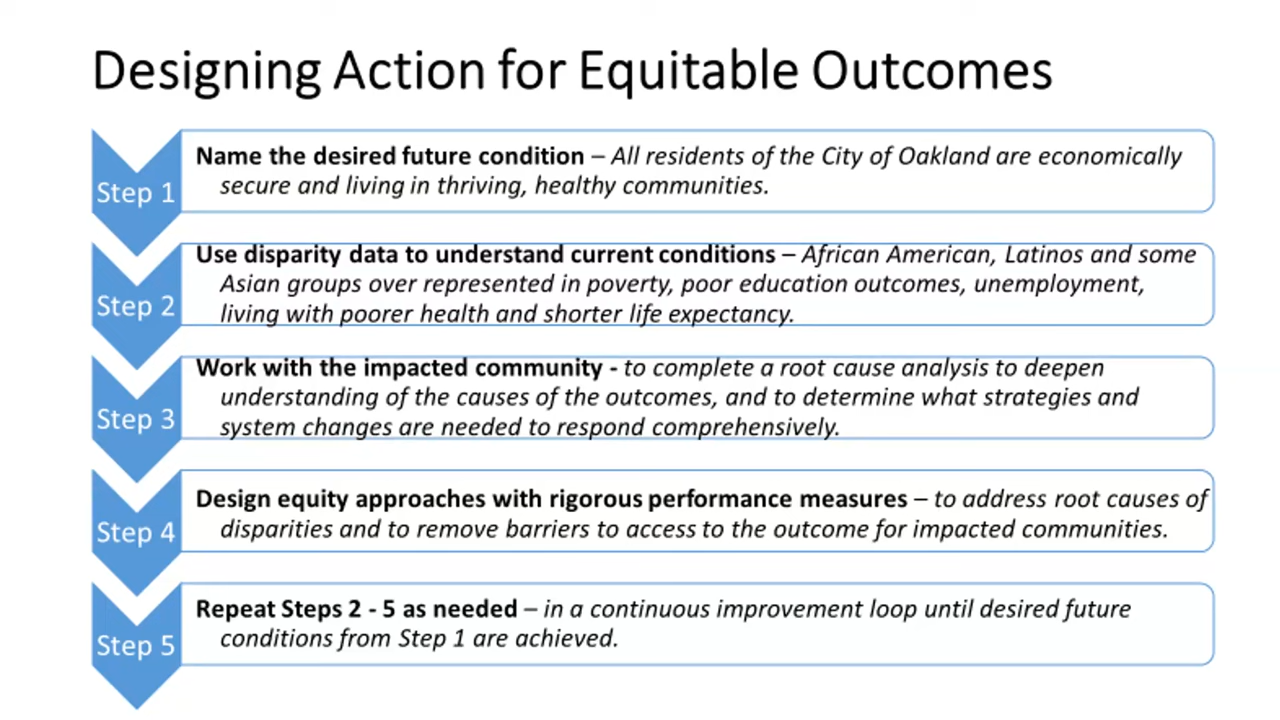 Designing Action for Equitable Outcomes
Step 1
Name the desired future condition – All residents of the City of Oakland are economically
secure and living in thriving, healthy communities.
Step 2
Use disparity data to understand current conditions – African American, Latinos and some
Asian groups over represented in poverty, poor education outcomes, unemployment,
living with poorer health and shorter life expectancy.
Step 3
Work with the impacted community - to complete a root cause analysis to deepen
understanding of the causes of the outcomes, and to determine what strategies and
system changes are needed to respond comprehensively.
Step 4
Design equity approaches with rigorous performance measures – to address root causes of
disparities and to remove barriers to access to the outcome for impacted communities.
Step 5
Repeat Steps 2 - 5 as needed – in a continuous improvement loop until desired future
conditions from Step 1 are achieved.